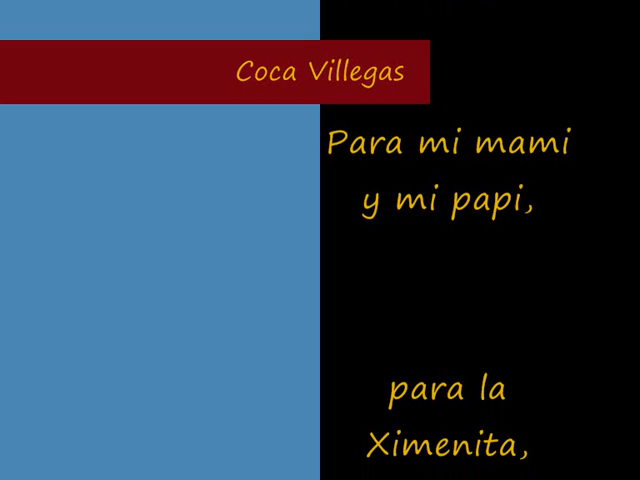 Coca Villegas
Para mi mami
y mi papi,
para la
Ximenita,